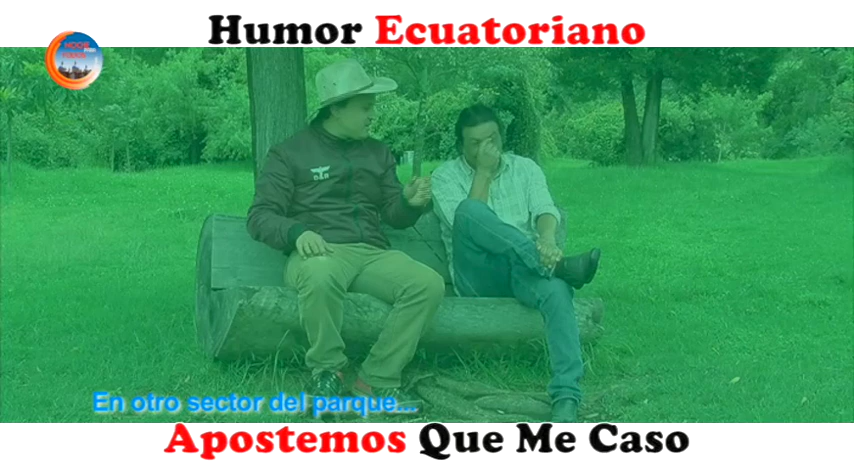 Humor Ecuatoriano
En otro sector del parque...
Apostemos Que Me Caso